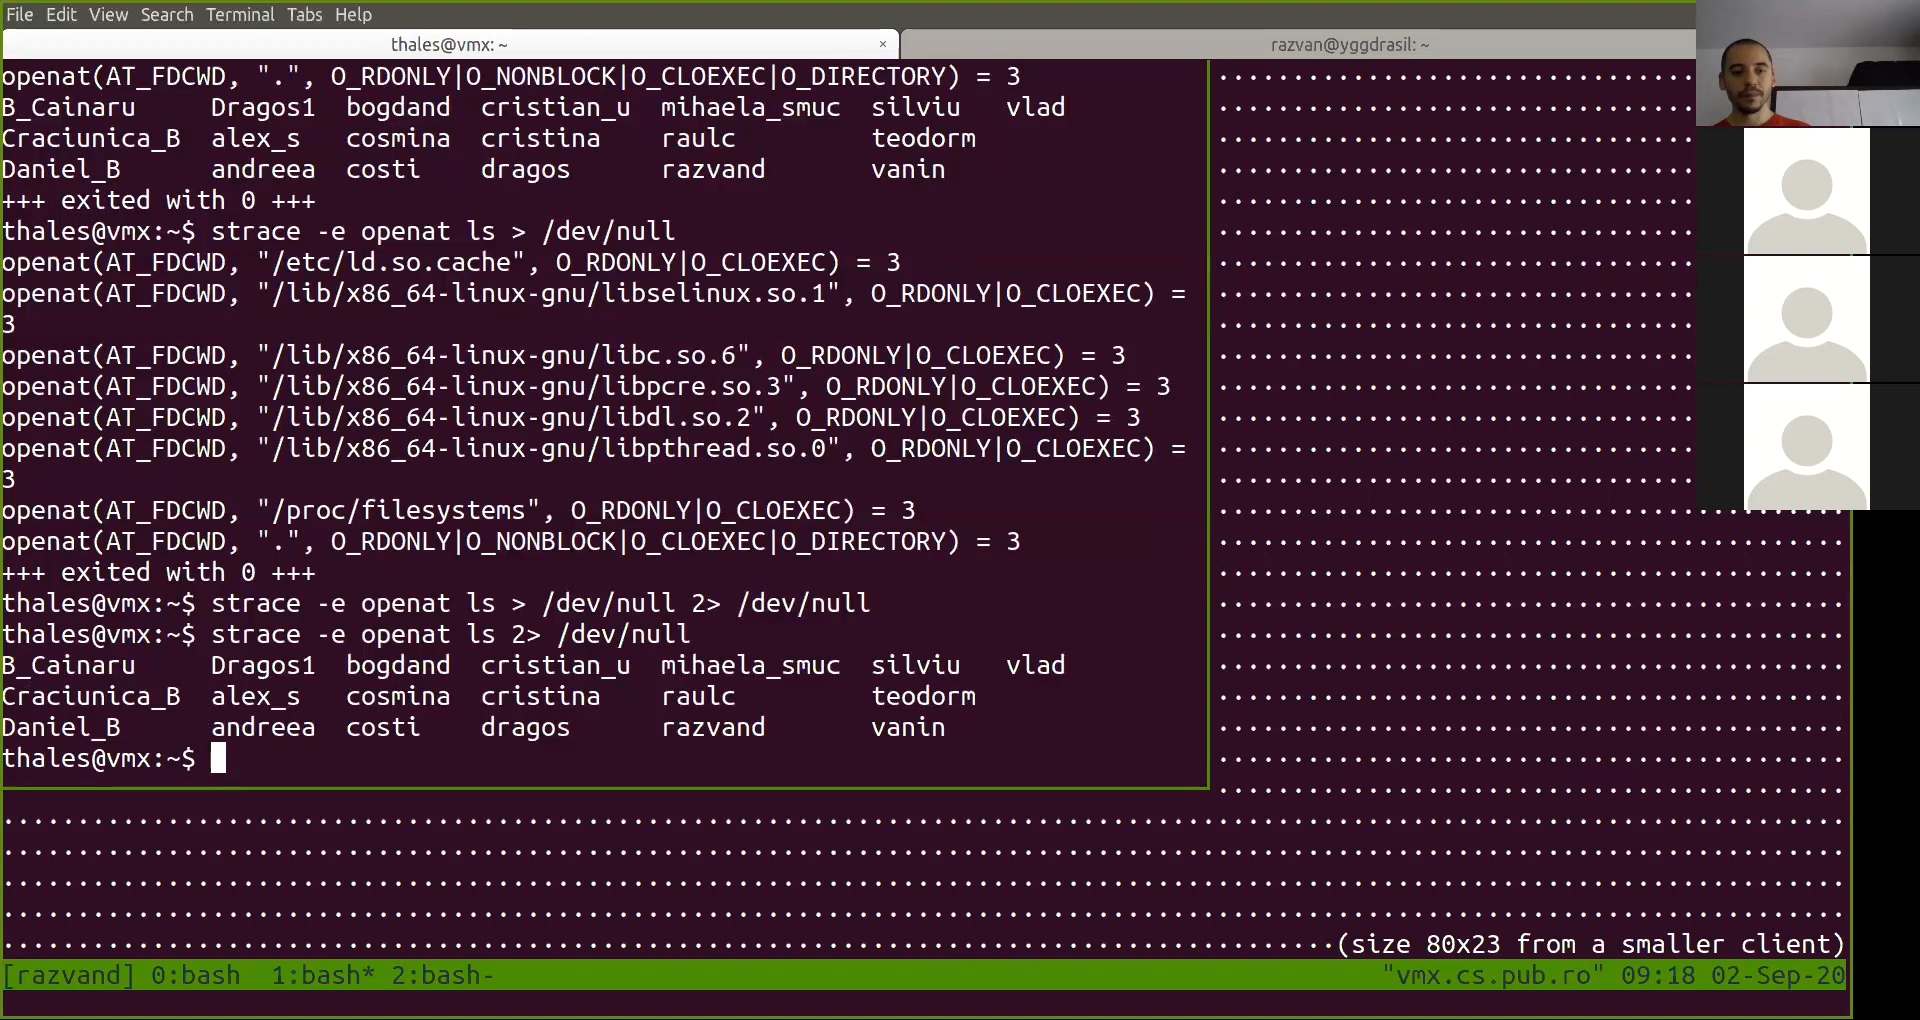 File Edit View Search Terminal Tabs Help
thales@vmx: ~ × razvan@yggdrasil: ~
openat(AT_FDCWD, ".", O_RDONLY|O_NONBLOCK|O_CLOEXEC|O_DIRECTORY) = 3
B_Cainaru Dragos1 bogdand cristian_u mihaela_smuc silviu vlad
Craciunica_B alex_s cosmina cristina raulc teodorm
Daniel_B andreea costi dragos razvand vanin
+++ exited with 0 +++
thales@vmx:~$ strace -e openat ls > /dev/null
openat(AT_FDCWD, "/etc/ld.so.cache", O_RDONLY|O_CLOEXEC) = 3
openat(AT_FDCWD, "/lib/x86_64-linux-gnu/libselinux.so.1", O_RDONLY|O_CLOEXEC) =
3
openat(AT_FDCWD, "/lib/x86_64-linux-gnu/libc.so.6", O_RDONLY|O_CLOEXEC) = 3
openat(AT_FDCWD, "/lib/x86_64-linux-gnu/libpcre.so.3", O_RDONLY|O_CLOEXEC) = 3
openat(AT_FDCWD, "/lib/x86_64-linux-gnu/libdl.so.2", O_RDONLY|O_CLOEXEC) = 3
openat(AT_FDCWD, "/lib/x86_64-linux-gnu/libpthread.so.0", O_RDONLY|O_CLOEXEC) =
3
openat(AT_FDCWD, "/proc/filesystems", O_RDONLY|O_CLOEXEC) = 3
openat(AT_FDCWD, ".", O_RDONLY|O_NONBLOCK|O_CLOEXEC|O_DIRECTORY) = 3
+++ exited with 0 +++
thales@vmx:~$ strace -e openat ls > /dev/null 2> /dev/null
thales@vmx:~$ strace -e openat ls 2> /dev/null
B_Cainaru Dragos1 bogdand cristian_u mihaela_smuc silviu vlad
Craciunica_B alex_s cosmina cristina raulc teodorm
Daniel_B andreea costi dragos razvand vanin
thales@vmx:~$
(size 80x23 from a smaller client)
[razvand] 0:bash 1:bash* 2:bash- "vmx.cs.pub.ro" 09:18 02-Sep-20